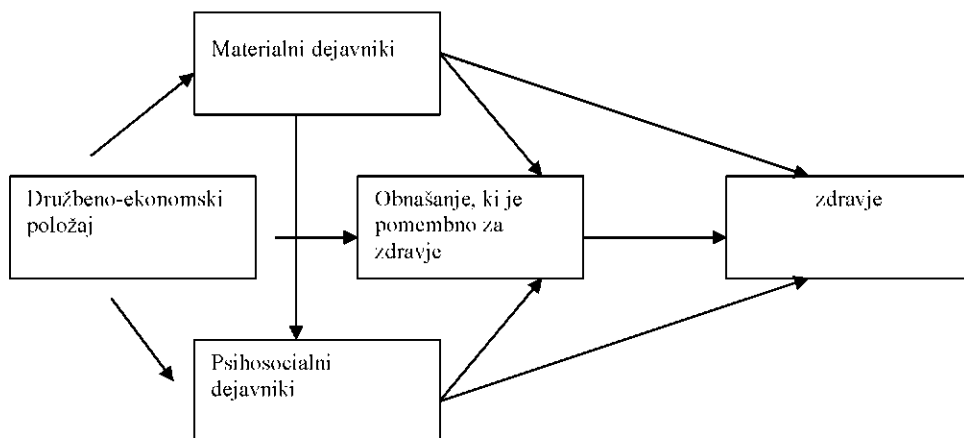 Materialni dejavniki
Družbeno-ekonomski
položaj
Obnašanje, ki je
pomembno za
zdravje
zdravje
Psihosocialni
dejavniki